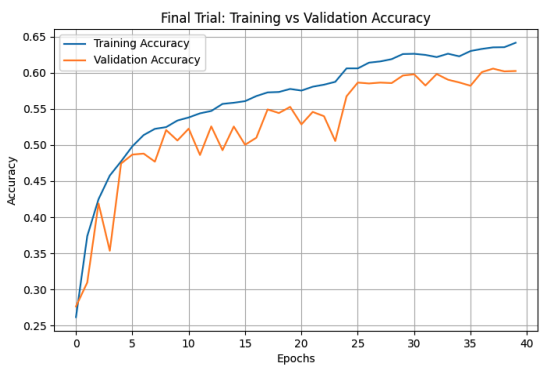 Final Trial: Training vs Validation Accuracy
Training Accuracy
Validation Accuracy
0.65
0.60
0.55
0.50
0.45
0.40
0.35
0.30
0.25
Accuracy
0 5 10 15 20 25 30 35 40
Epochs